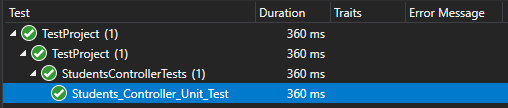 Test Duration Traits Error Message
TestProject (1) 360 ms
TestProject (1) 360 ms
StudentsControllerTests (1) 360 ms
Students_Controller_Unit_Test 360 ms